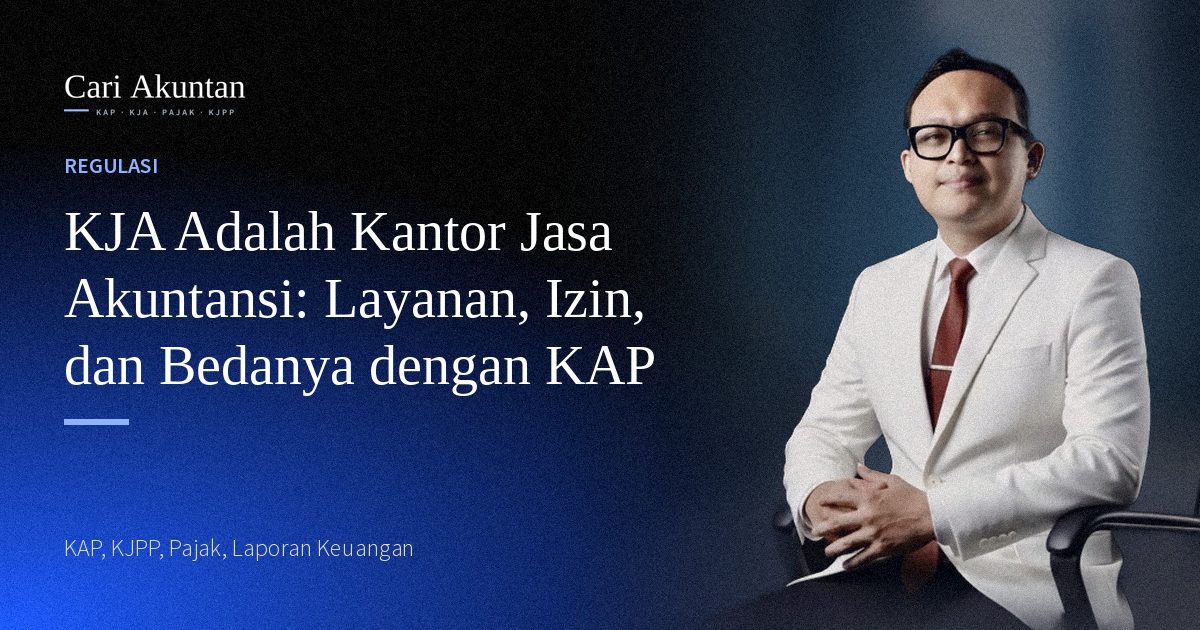 Cari Akuntan
KAP · KJA · PAJAK · KJPP
REGULASI
KJA Adalah Kantor Jasa
Akuntansi: Layanan, Izin,
dan Bedanya dengan KAP
KAP, KJPP, Pajak, Laporan Keuangan